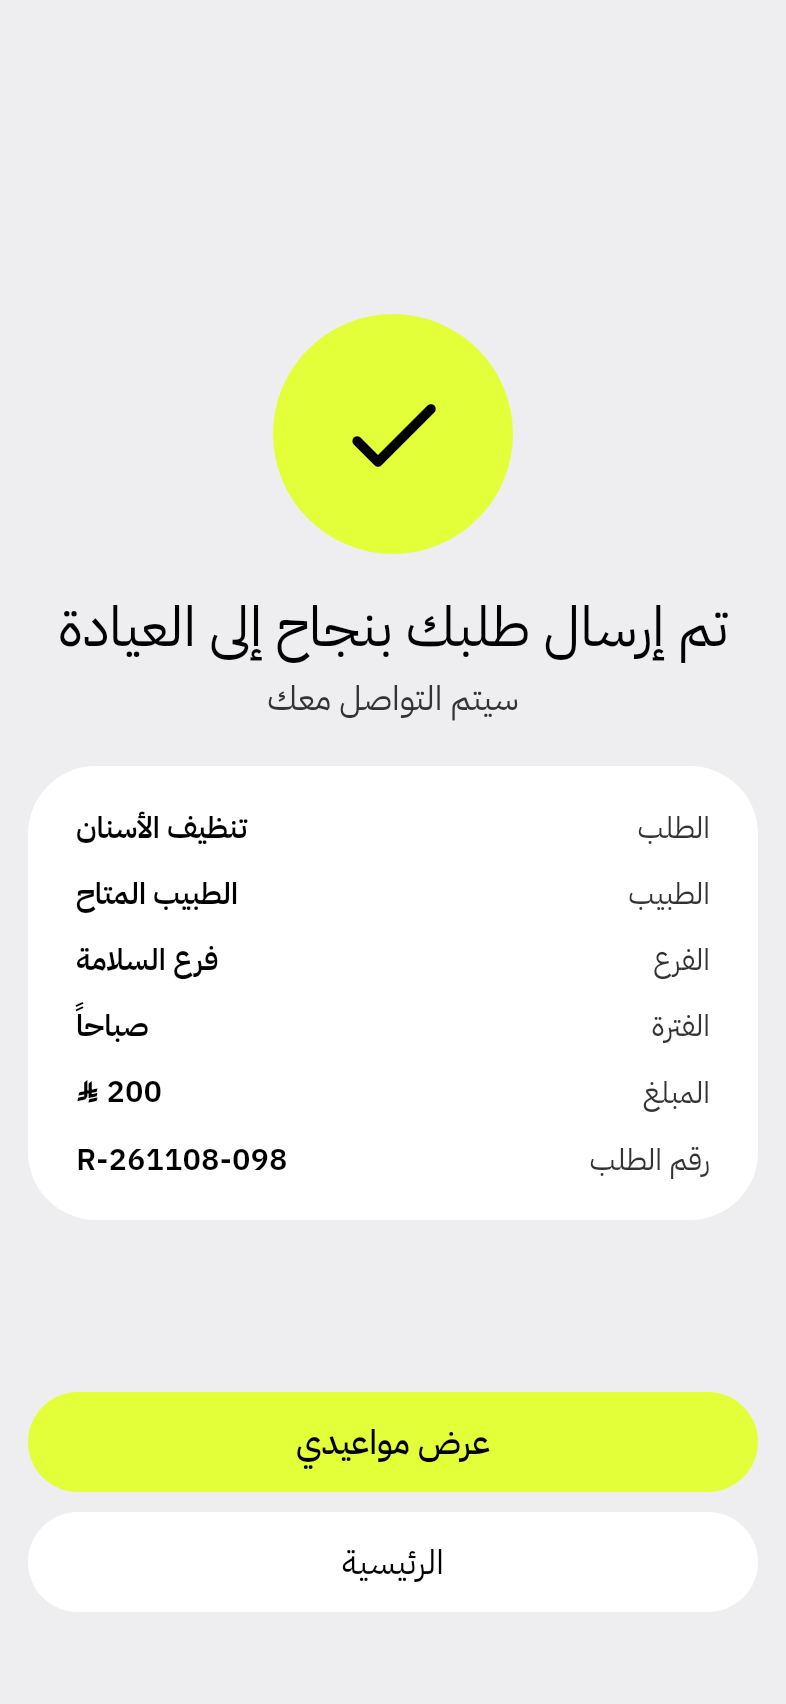 تم إرسال طلبك بنجاح إلى العيادة
سيتم التواصل معك
الطلب تنظيف الأسنان
الطبيب الطبيب المتاح
الفرع فرع السلامة
الفترة صباحاً
المبلغ 200 ⃁
رقم الطلب R-261108-098
عرض مواعيدي
الرئيسية